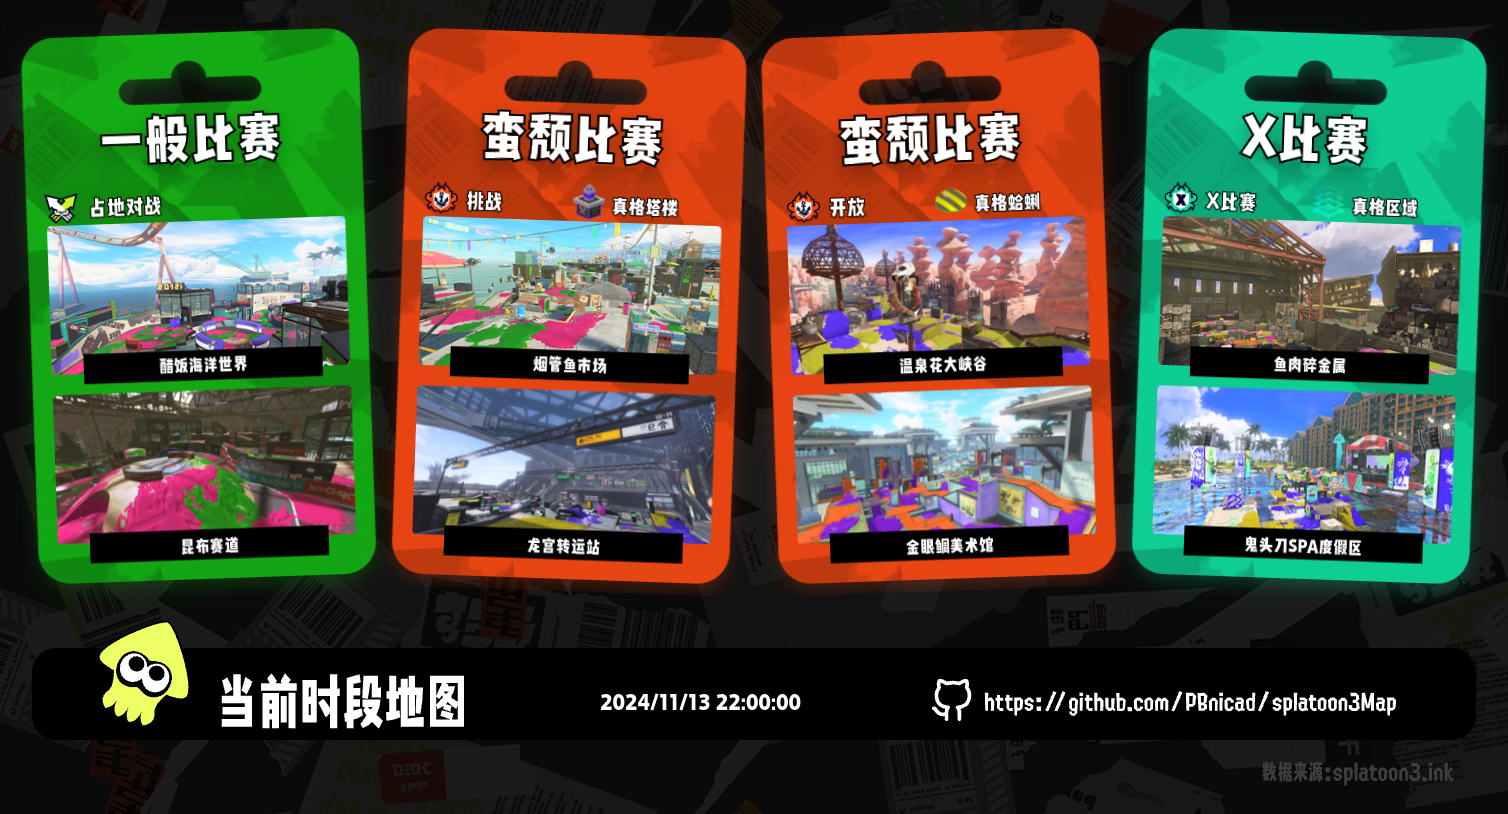 一般比赛
占地对战
醋饭海洋世界
昆布赛道
蛮颓比赛
挑战
真格塔楼
烟管鱼市场
龙宫转运站
蛮颓比赛
开放
真格蛤蜊
温泉花大峡谷
金眼鲷美术馆
X比赛
X比赛
真格区域
鱼肉碎金属
鬼头刀SPA度假区
当前时段地图
2024/11/13 22:00:00
https://github.com/PBnicad/splatoon3Map
数据来源:splatoon3.ink